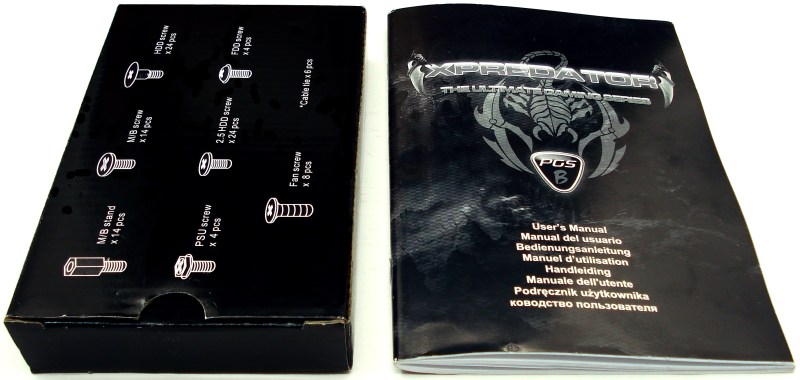 HDD screw
x 24 pcs
FDD screw
x 4 pcs
M/B screw
x 14 pcs
2.5 HDD screw
x 24 pcs
*Cable tie x 6 pcs
M/B stand
x 14 pcs
PSU screw
x 4 pcs
Fan screw
x 8 pcs
XPREDATOR
THE ULTIMATE GAMING SERIES
PGS
B
User's Manual
Manual del usuario
Bedienungsanleitung
Manuel d'utilisation
Handleiding
Manuale dell'utente
Podręcznik użytkownika
ководство пользователя